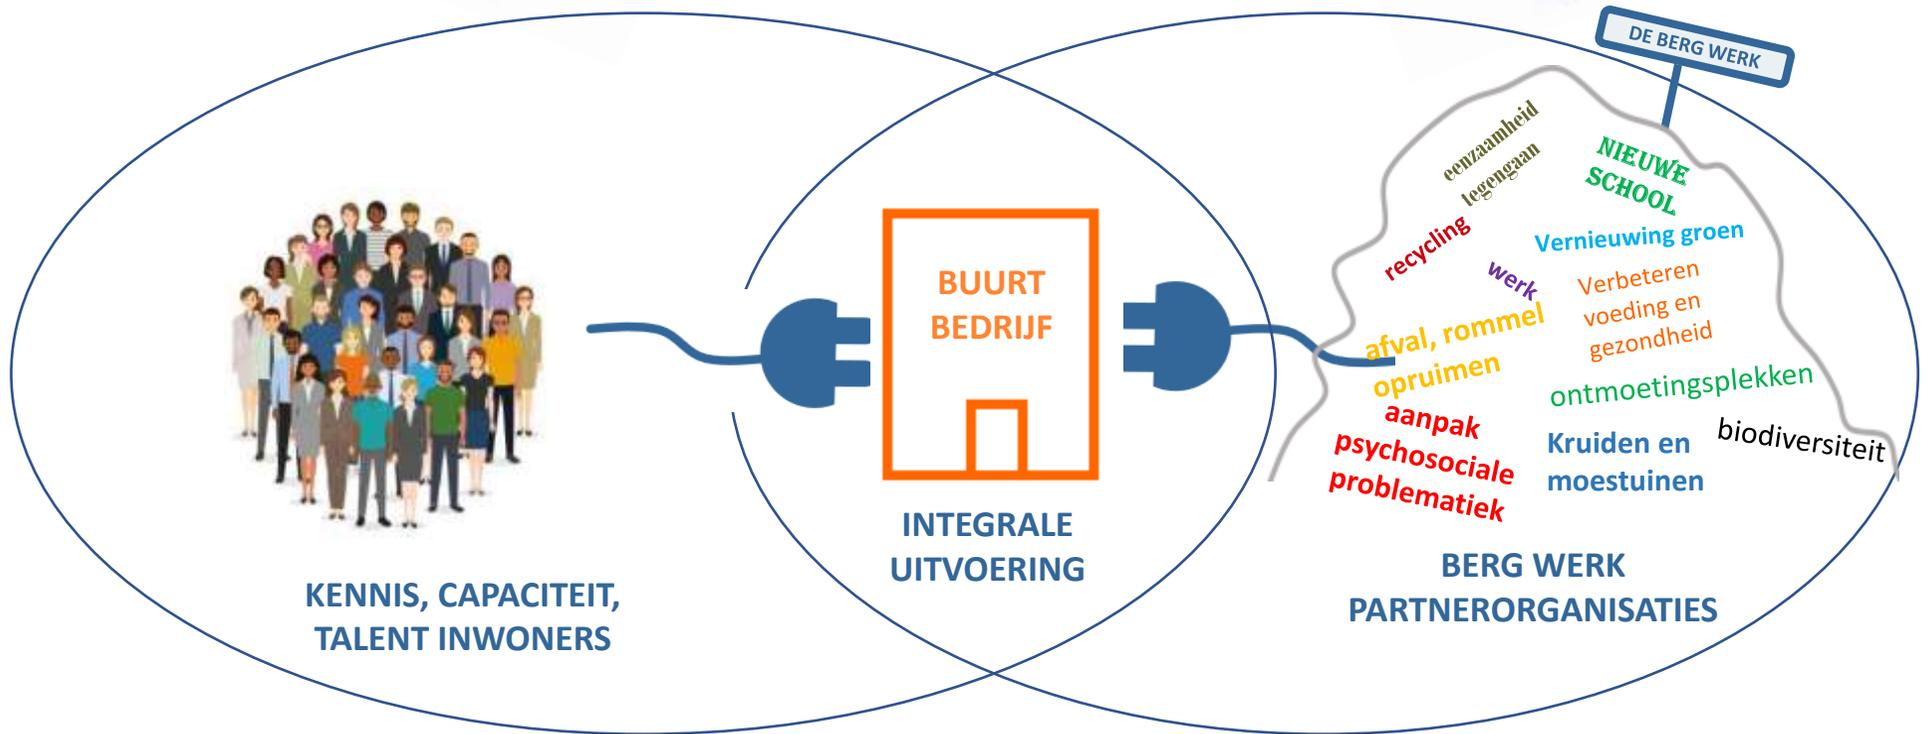 DE BERG WERK
eenzaamheid
tegengaan
NIEUWE
SCHOOL
recycling
Vernieuwing groen
werk
Verbeteren
voeding en
gezondheid
afval, rommel
opruimen
ontmoetingsplekken
aanpak
psychosociale
problematiek
Kruiden en
moestuinen
biodiversiteit
BUURT
BEDRIJF
INTEGRALE
UITVOERING
KENNIS, CAPACITEIT,
TALENT INWONERS
BERG WERK
PARTNERORGANISATIES